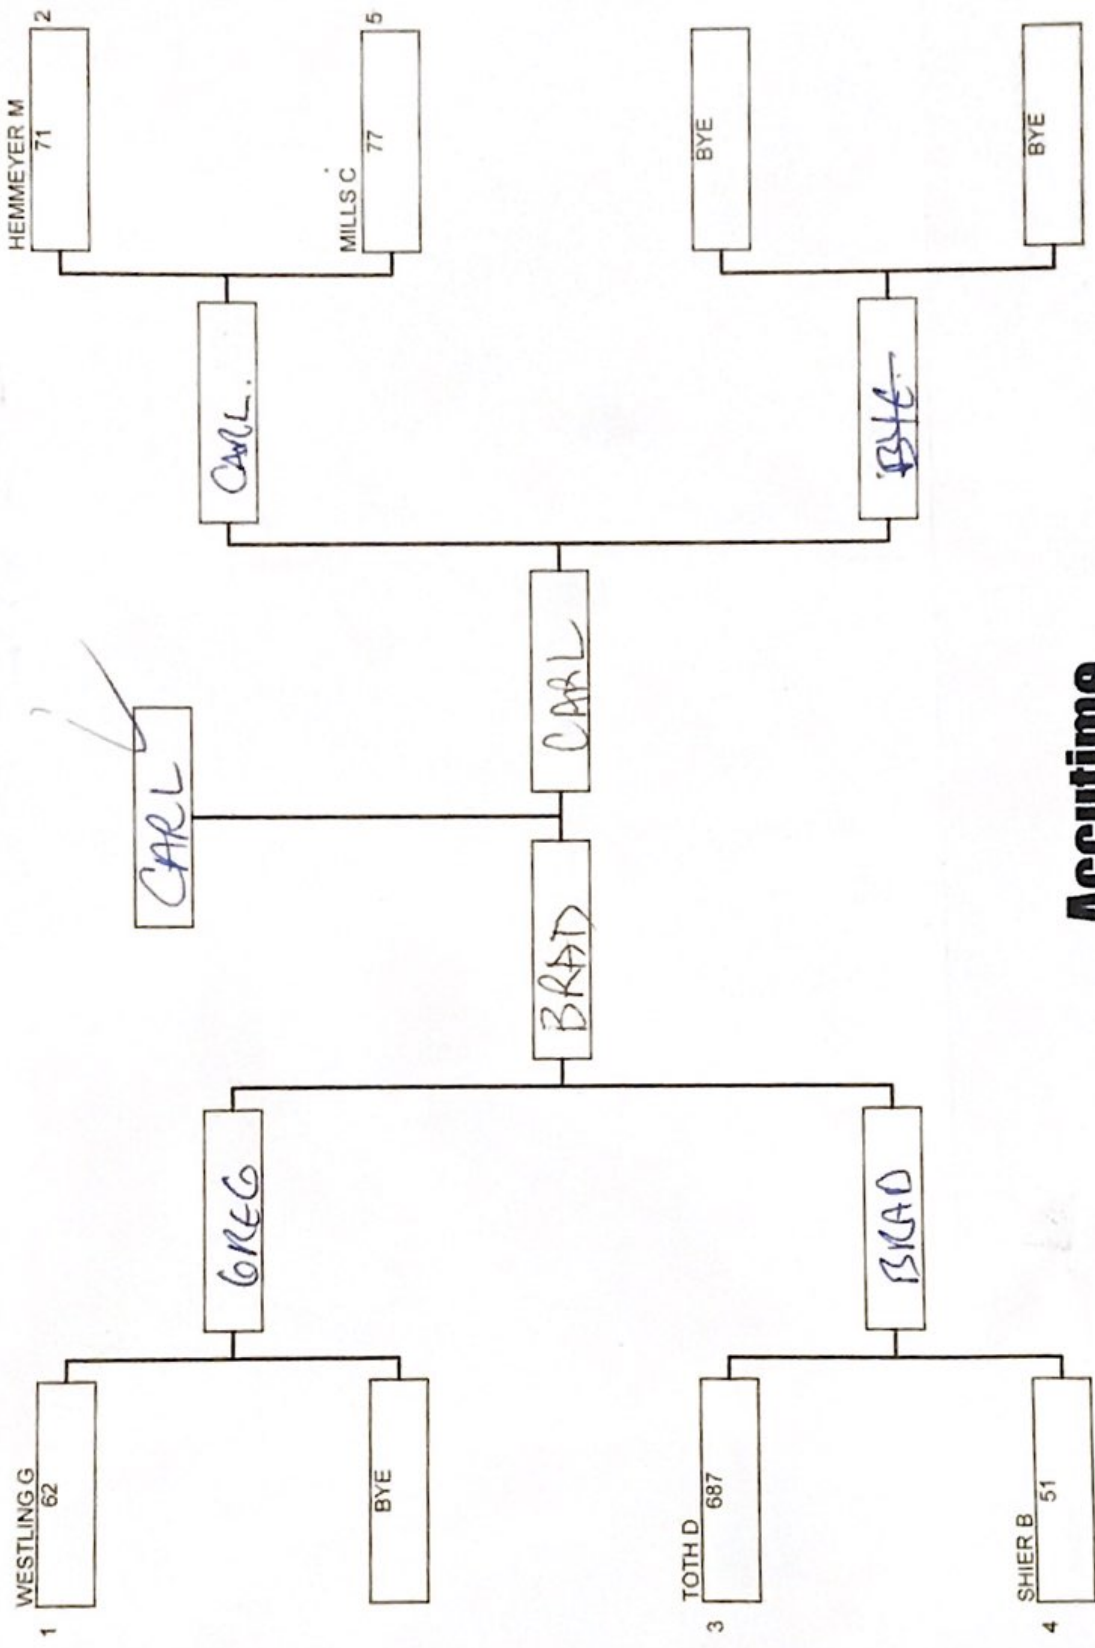 WESTLING G
1 62
GREG
BYE
TOTH D
3 687
BRAD
SHIER B
4 51
BRAD
CARL
CARL
HEMMEYER M
71 2
CARL.
MILLS C
77 5
BYE
BYE
BYE
Accutime